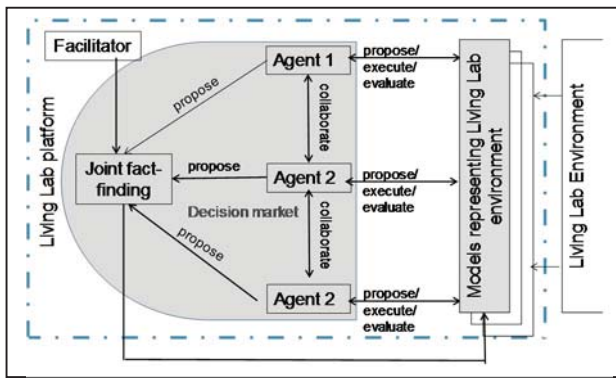 Facilitator
Living Lab platform
Joint fact-
finding
propose
propose
propose
Agent 1
collaborate
Agent 2
Decision market
collaborate
Agent 2
propose/
execute/
evaluate
propose/
execute/
evaluate
propose/
execute/
evaluate
Models representing Living Lab
environment
Living Lab Environment